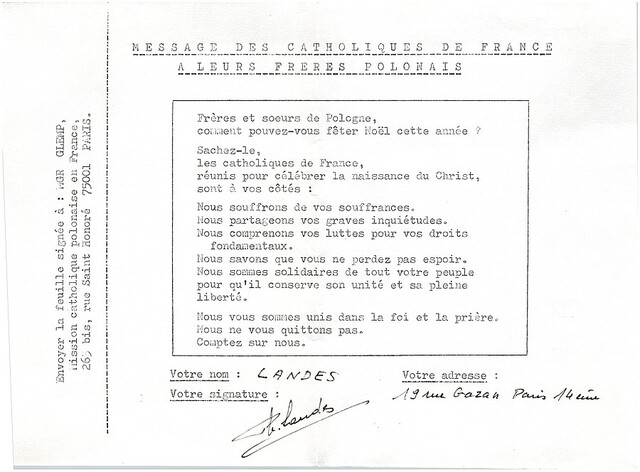 MESSAGE DES CATHOLIQUES DE FRANCE
A LEURS FRERES POLONAIS
Frères et soeurs de Pologne,
comment pouvez-vous fêter Noël cette année ?
Sachez-le,
les catholiques de France,
réunis pour célébrer la naissance du Christ,
sont à vos côtés :
Nous souffrons de vos souffrances.
Nous partageons vos graves inquiétudes.
Nous comprenons vos luttes pour vos droits
fondamentaux.
Nous savons que vous ne perdez pas espoir.
Nous sommes solidaires de tout votre peuple
pour qu'il conserve son unité et sa pleine
liberté.
Nous vous sommes unis dans la foi et la prière.
Nous ne vous quittons pas.
Comptez sur nous.
Votre nom : LANDES
Votre adresse :
Votre signature :
19 rue Gazan Paris 14ème
Landes
Envoyer la feuille signée à : MGR GLEMP,
Mission catholique polonaise en France,
263 bis, rue Saint Honoré 75001 PARIS.